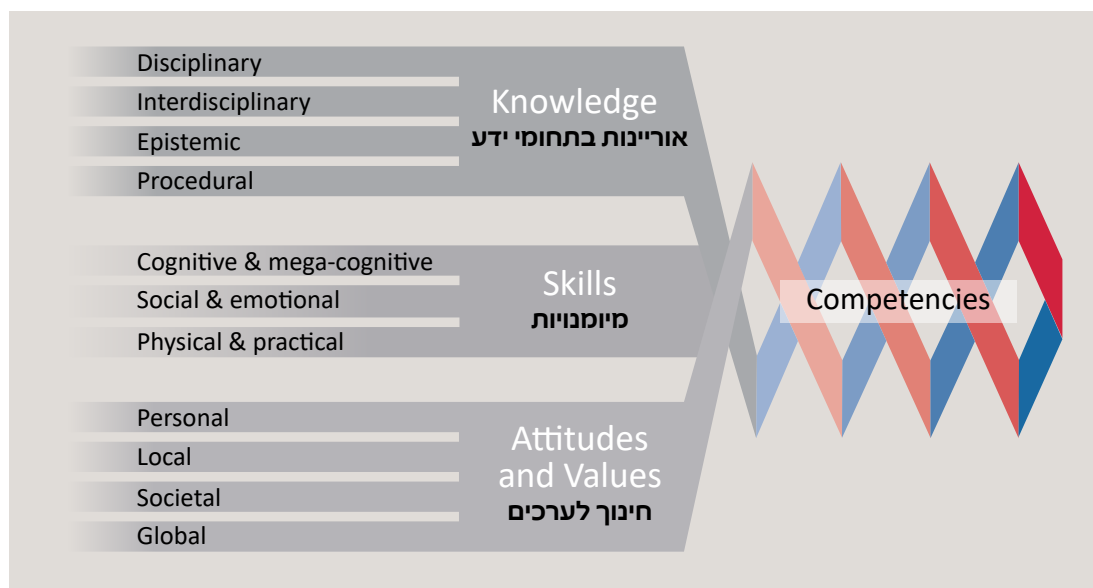 Disciplinary
Interdisciplinary
Epistemic
Procedural
Knowledge
אוריינות בתחומי ידע
Cognitive & mega-cognitive
Social & emotional
Physical & practical
Skills
מיומנויות
Personal
Local
Societal
Global
Attitudes
and Values
חינוך לערכים
Competencies